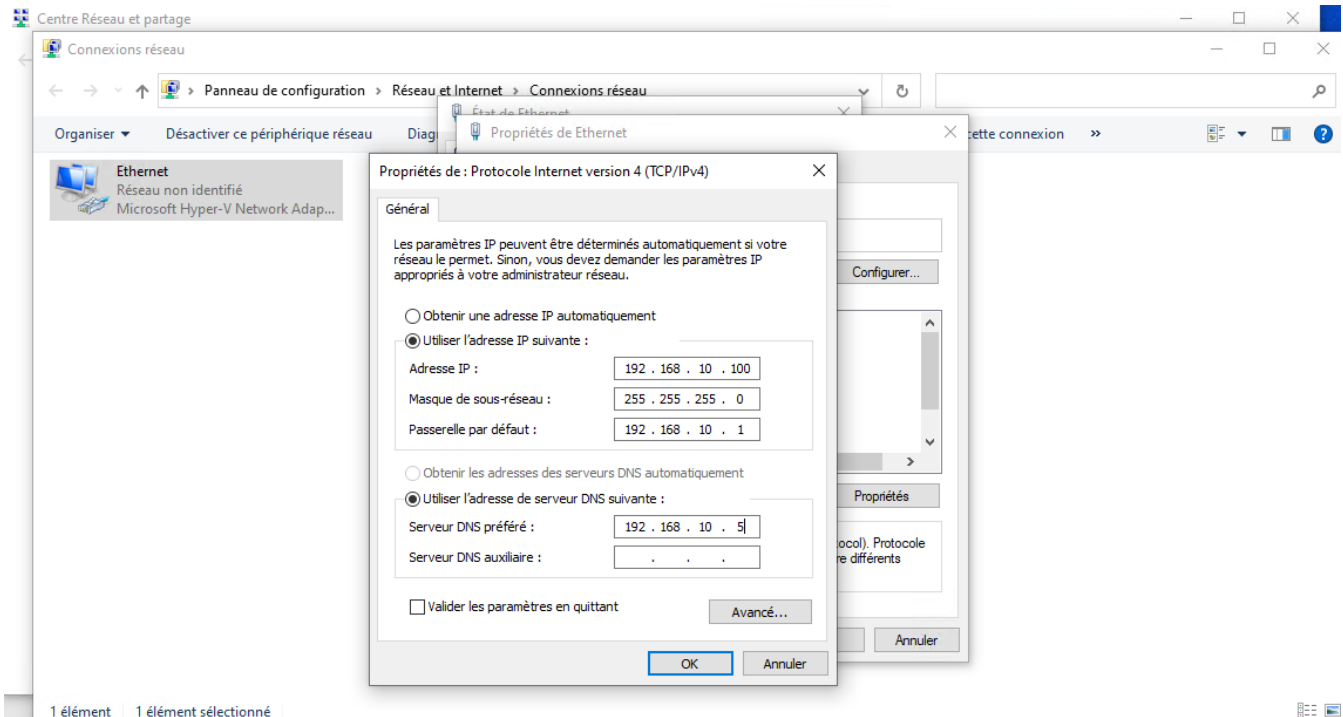 Centre Réseau et partage
Connexions réseau
Panneau de configuration > Réseau et Internet > Connexions réseau
État de Ethernet
Propriétés de Ethernet
Organiser
Désactiver ce périphérique réseau
Diag
cette connexion
»
Ethernet
Réseau non identifié
Microsoft Hyper-V Network Adap...
Configurer...
Propriétés
ocol). Protocole
re différents
Annuler
Propriétés de : Protocole Internet version 4 (TCP/IPv4)
Général
Les paramètres IP peuvent être déterminés automatiquement si votre
réseau le permet. Sinon, vous devez demander les paramètres IP
appropriés à votre administrateur réseau.
Obtenir une adresse IP automatiquement
Utiliser l'adresse IP suivante :
Adresse IP : 192 . 168 . 10 . 100
Masque de sous-réseau : 255 . 255 . 255 . 0
Passerelle par défaut : 192 . 168 . 10 . 1
Obtenir les adresses des serveurs DNS automatiquement
Utiliser l'adresse de serveur DNS suivante :
Serveur DNS préféré : 192 . 168 . 10 . 5
Serveur DNS auxiliaire : . . .
Valider les paramètres en quittant
Avancé...
OK Annuler
1 élément 1 élément sélectionné